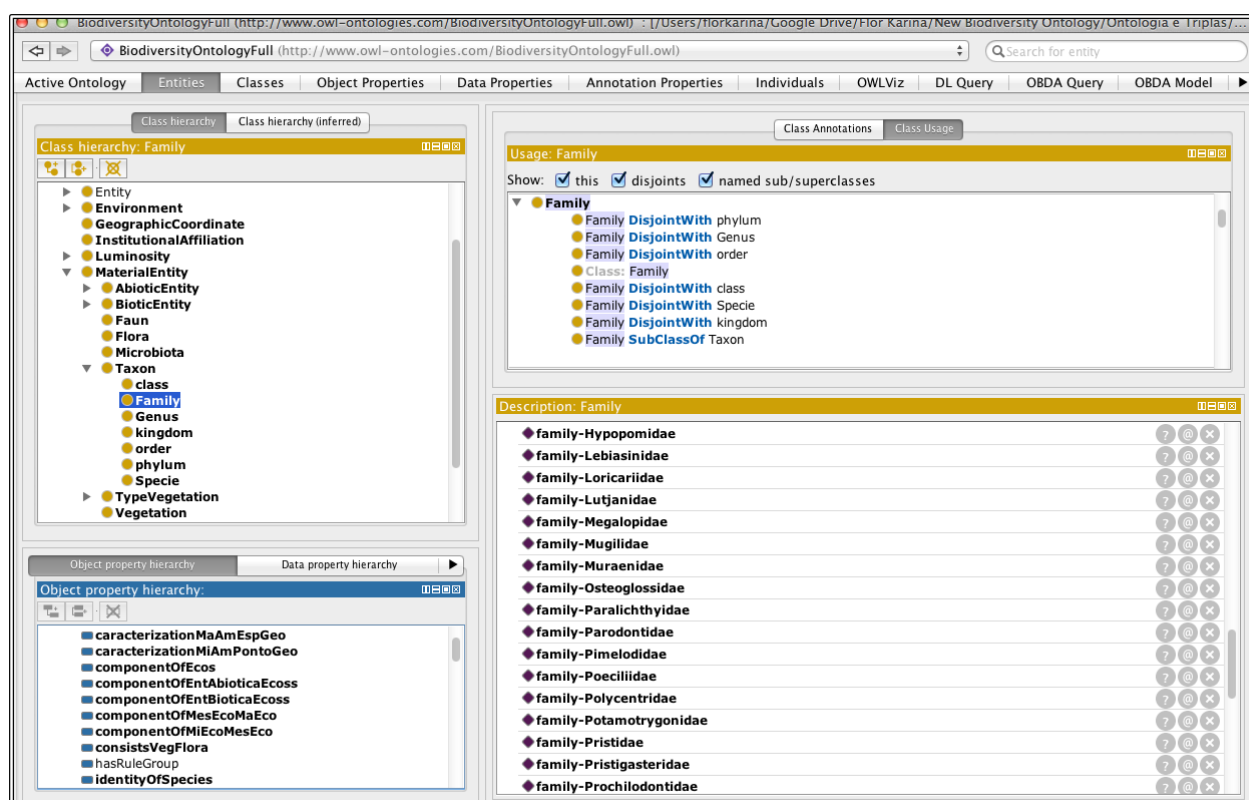 BiodiversityOntologyFull (http://www.owl-ontologies.com/BiodiversityOntologyFull.owl) : [/Users/florkarina/Google Drive/Flor Karina/New Biodiversity Ontology/Ontologia e Triplas/...
BiodiversityOntologyFull (http://www.owl-ontologies.com/BiodiversityOntologyFull.owl)
Search for entity
Active Ontology Entities Classes Object Properties Data Properties Annotation Properties Individuals OWLViz DL Query OBDA Query OBDA Model
Class hierarchy Class hierarchy (inferred)
Class hierarchy: Family
Entity
Environment
GeographicCoordinate
InstitutionalAffiliation
Luminosity
MaterialEntity
AbioticEntity
BioticEntity
Faun
Flora
Microbiota
Taxon
class
Family
Genus
kingdom
order
phylum
Specie
TypeVegetation
Vegetation
Object property hierarchy Data property hierarchy
Object property hierarchy:
caracterizationMaAmEspGeo
caracterizationMiAmPontoGeo
componentOfEcos
componentOfEntAbioticaEcoss
componentOfEntBioticaEcoss
componentOfMesEcoMaEco
componentOfMiEcoMesEco
consistsVegFlora
hasRuleGroup
identityOfSpecies
Class Annotations Class Usage
Usage: Family
Show: this disjoints named sub/superclasses
Family
Family DisjointWith phylum
Family DisjointWith Genus
Family DisjointWith order
Class: Family
Family DisjointWith class
Family DisjointWith Specie
Family DisjointWith kingdom
Family SubClassOf Taxon
Description: Family
family-Hypopomidae
family-Lebiasinidae
family-Loricariidae
family-Lutjanidae
family-Megalopidae
family-Mugilidae
family-Muraenidae
family-Osteoglossidae
family-Paralichthyidae
family-Parodontidae
family-Pimelodidae
family-Poeciliidae
family-Polycentridae
family-Potamotrygonidae
family-Pristidae
family-Pristigasteridae
family-Prochilodontidae